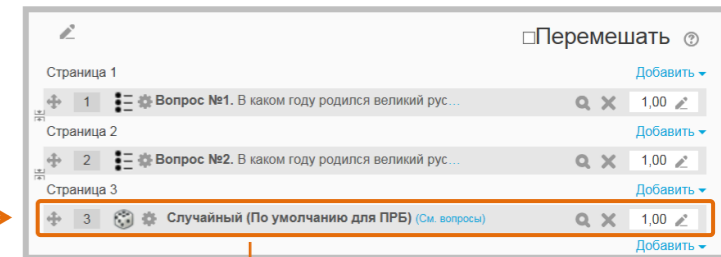 Перемешать
Страница 1 Добавить
1 Вопрос №1. В каком году родился великий рус... 1,00
Страница 2 Добавить
2 Вопрос №2. В каком году родился великий рус... 1,00
Страница 3 Добавить
3 Случайный (По умолчанию для ПРБ) (См. вопросы) 1,00
Добавить